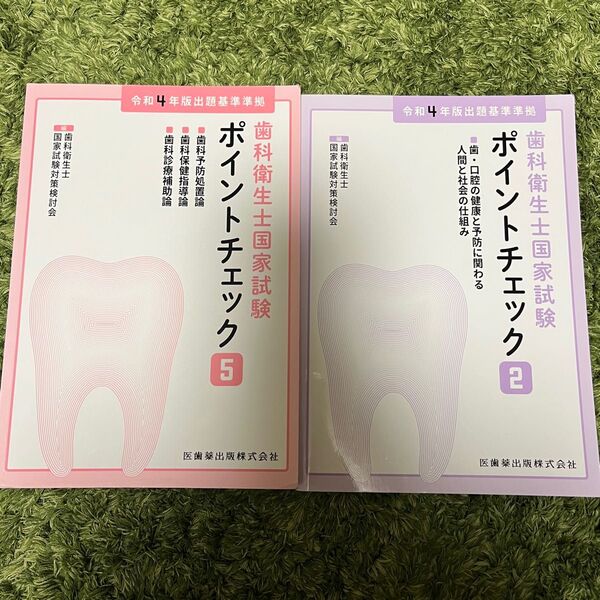 令和4年版出題基準準拠
歯科衛生士国家試験
ポイントチェック5
■歯科予防処置論
■歯科保健指導論
■歯科診療補助論
編 歯科衛生士
国家試験対策検討会
医歯薬出版株式会社
令和4年版出題基準準拠
歯科衛生士国家試験
ポイントチェック2
■歯・口腔の健康と予防に関わる
人間と社会の仕組み
編 歯科衛生士
国家試験対策検討会
医歯薬出版株式会社